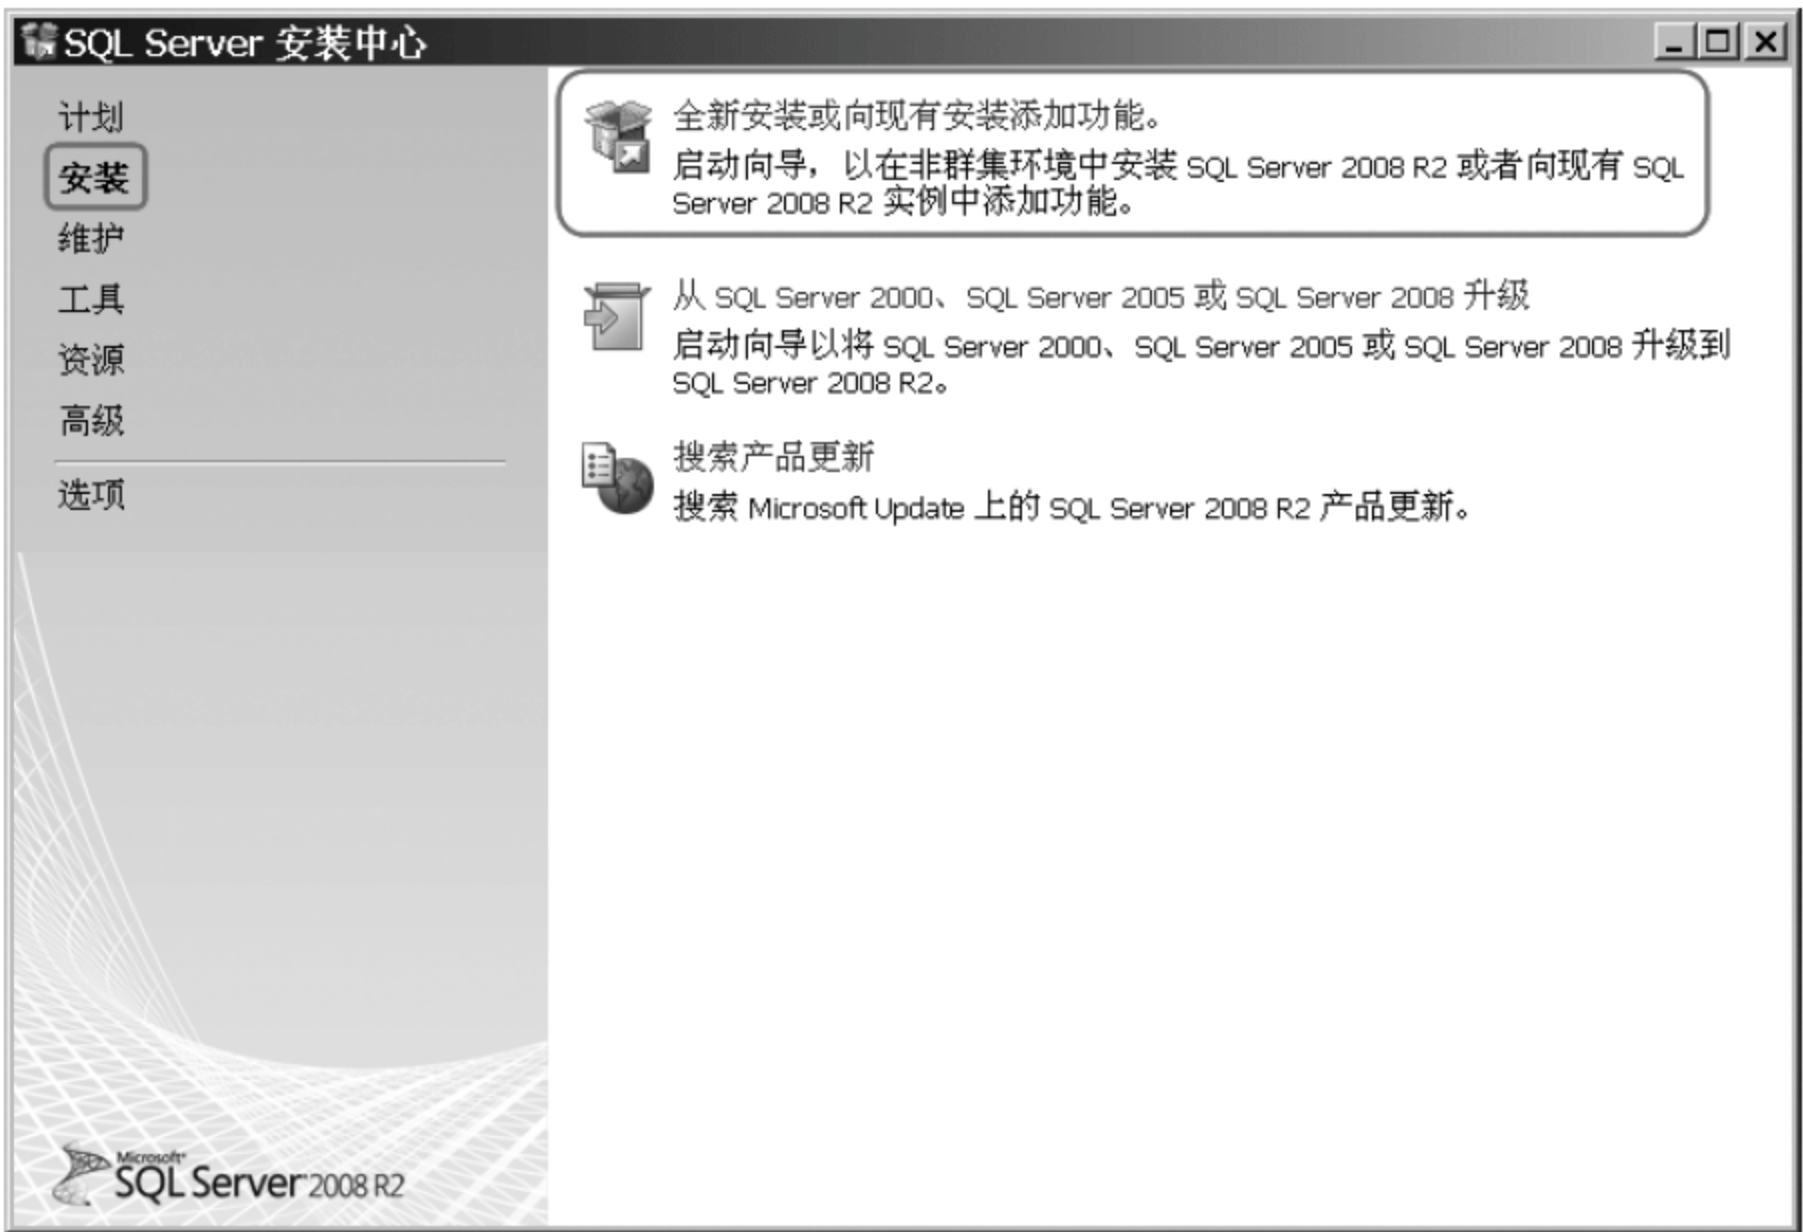 SQL Server 安装中心
计划
安装
维护
工具
资源
高级
选项
全新安装或向现有安装添加功能。
启动向导，以在非群集环境中安装 SQL Server 2008 R2 或者向现有 SQL
Server 2008 R2 实例中添加功能。
从 SQL Server 2000、SQL Server 2005 或 SQL Server 2008 升级
启动向导以将 SQL Server 2000、SQL Server 2005 或 SQL Server 2008 升级到
SQL Server 2008 R2。
搜索产品更新
搜索 Microsoft Update 上的 SQL Server 2008 R2 产品更新。
Microsoft
SQL Server 2008 R2